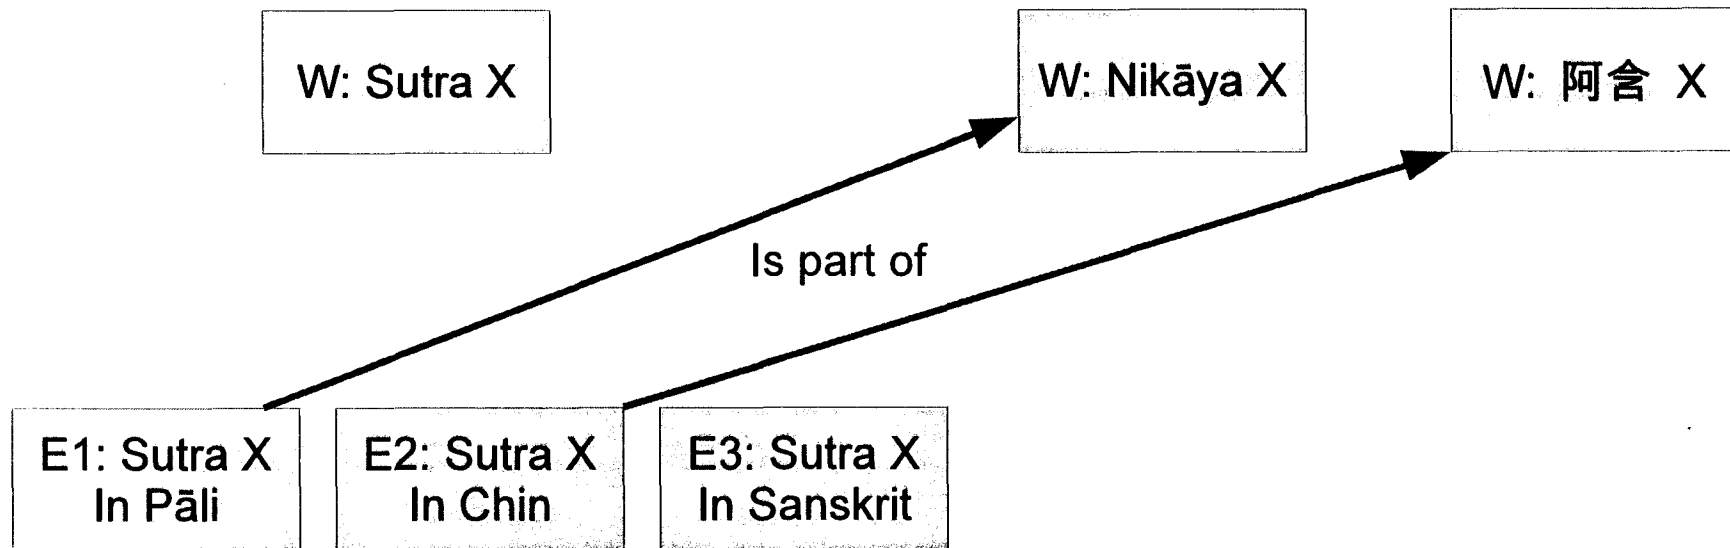 W: Sutra X
W: Nikāya X
W: 阿含 X
Is part of
E1: Sutra X
In Pāli
E2: Sutra X
In Chin
E3: Sutra X
In Sanskrit